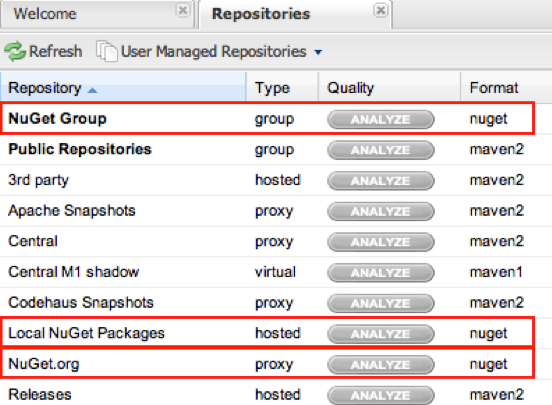 Welcome Repositories
Refresh User Managed Repositories
Repository Type Quality Format
NuGet Group group ANALYZE nuget
Public Repositories group ANALYZE maven2
3rd party hosted ANALYZE maven2
Apache Snapshots proxy ANALYZE maven2
Central proxy ANALYZE maven2
Central M1 shadow virtual ANALYZE maven1
Codehaus Snapshots proxy ANALYZE maven2
Local NuGet Packages hosted ANALYZE nuget
NuGet.org proxy ANALYZE nuget
Releases hosted ANALYZE maven2